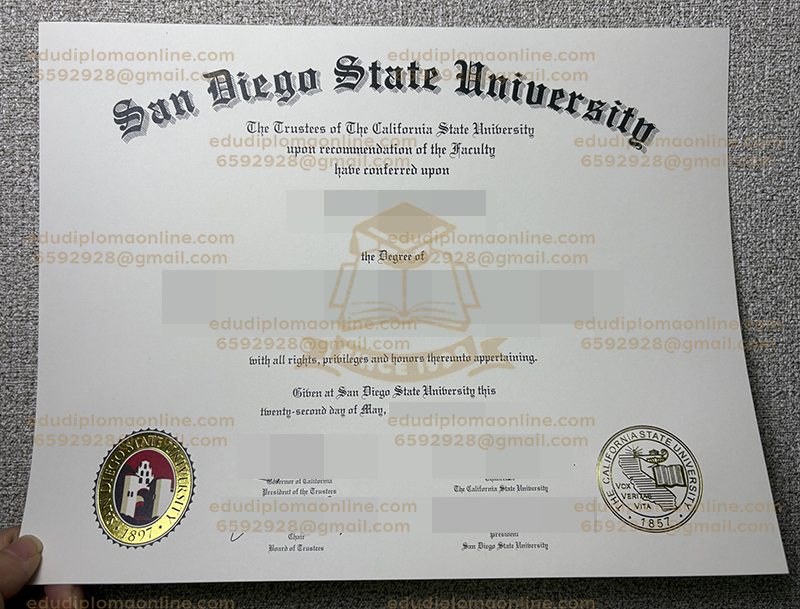 edudiplomaonline.com edudiplomaonline.com
6592928@gmail.com 6592928@gmail.com
San Diego State University
The Trustees of The California State University
edudiplomaonline.com edudiplomaonline.com
upon recommendation of the Faculty
6592928@gmail.com
have conferred upon
edudiplomaonline.com edudiplomaonline.com
6592928@gmail.com 6592928@gmail.com
the Degree of
edudiplomaonline.com edudiplomaonline.com
6592928@gmail.com 6592928@gmail.com
with all rights, privileges and honors thereunto appertaining.
SINCE
Given at San Diego State University this
twenty-second day of May,
edudiplomaonline.com edudiplomaonline.com
6592928@gmail.com 6592928@gmail.com
SAN DIEGO STATE UNIVERSITY
1897
THE CALIFORNIA STATE UNIVERSITY
VOX
VERITAS
VITA
1857
Governor of California
President of the Trustees
The California State University
edudiplomaonline.com edudiplomaonline.com
6592928@gmail.com 6592928@gmail.com
Chair
Board of Trustees
President
San Diego State University
edudiplomaonline.com edudiplomaonline.com